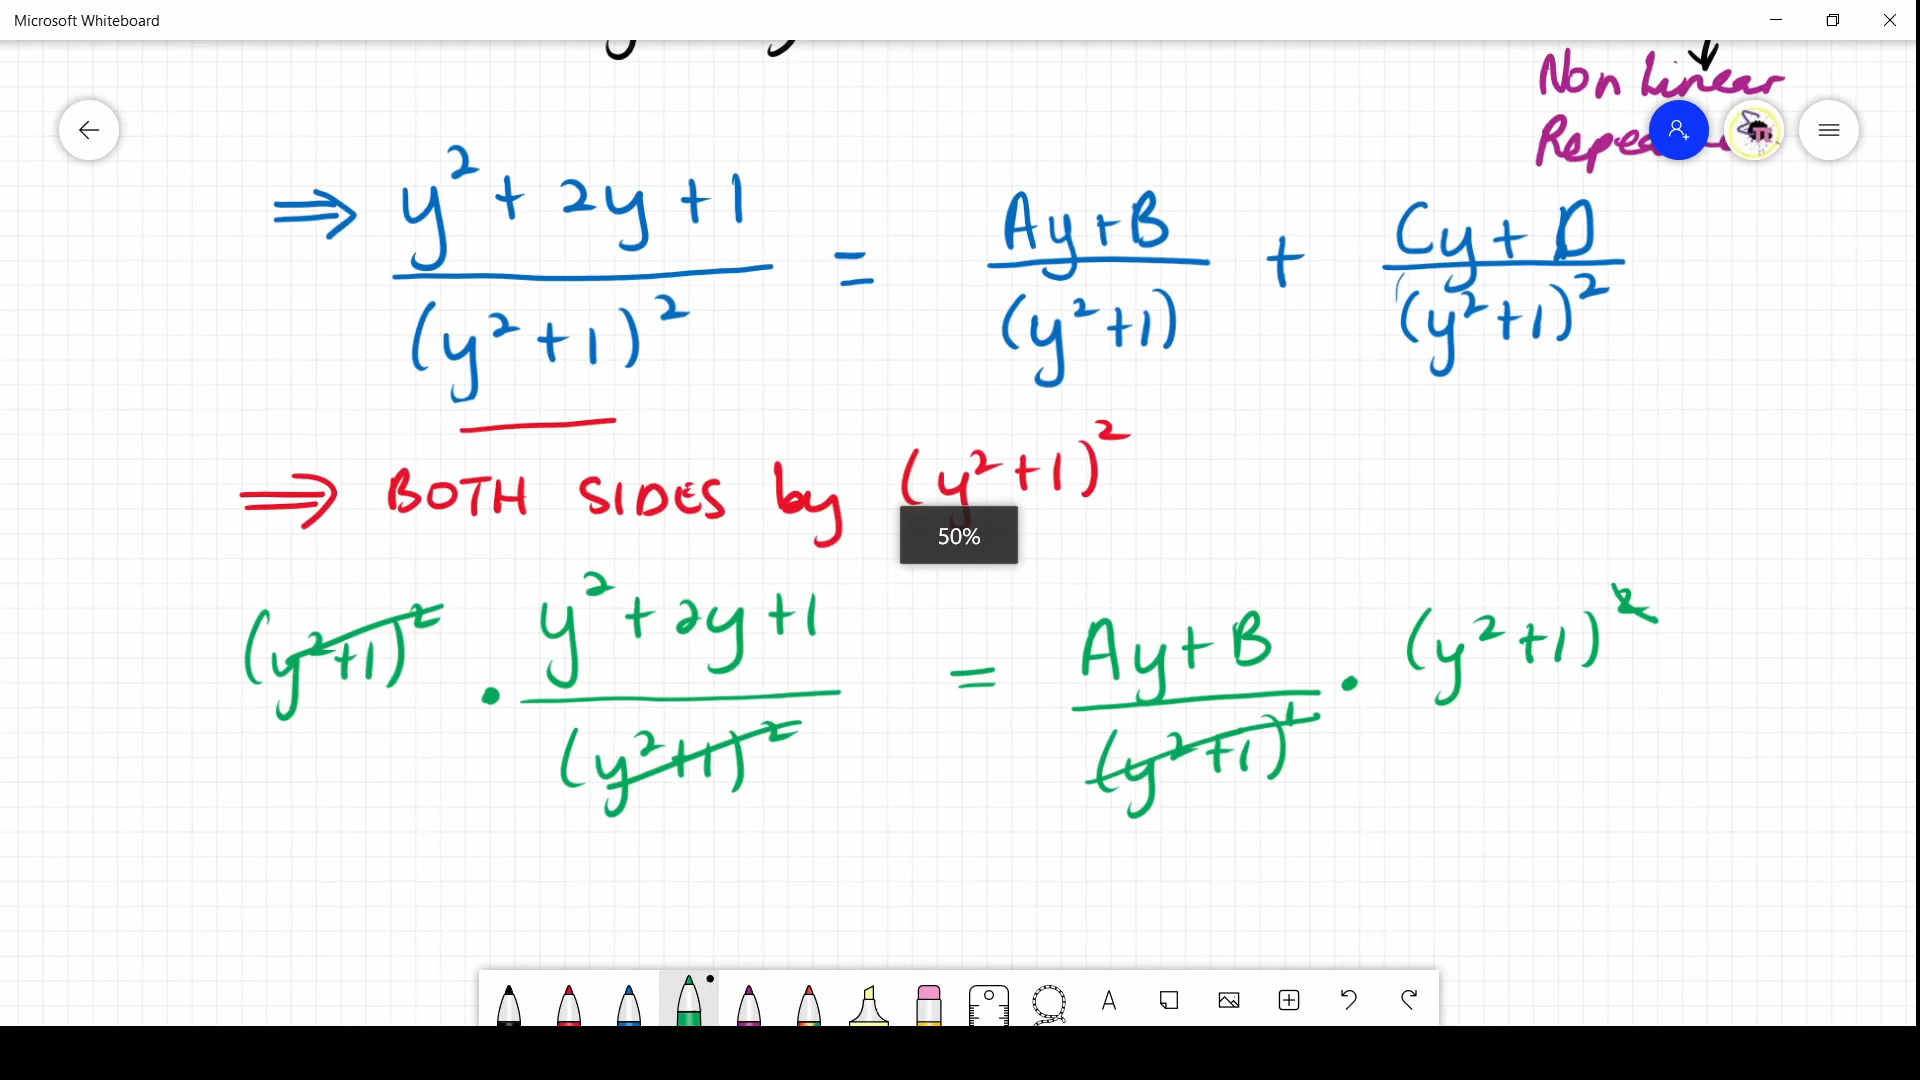 Microsoft Whiteboard
Non Linear
⇒ y² + 2y + 1 / (y² + 1)² = Ay + B / (y² + 1) + Cy + D / (y² + 1)²
⇒ BOTH SIDES by (y² + 1)²
50%
(y² + 1)² · y² + 2y + 1 / (y² + 1)² = Ay + B / (y² + 1)¹ · (y² + 1)²